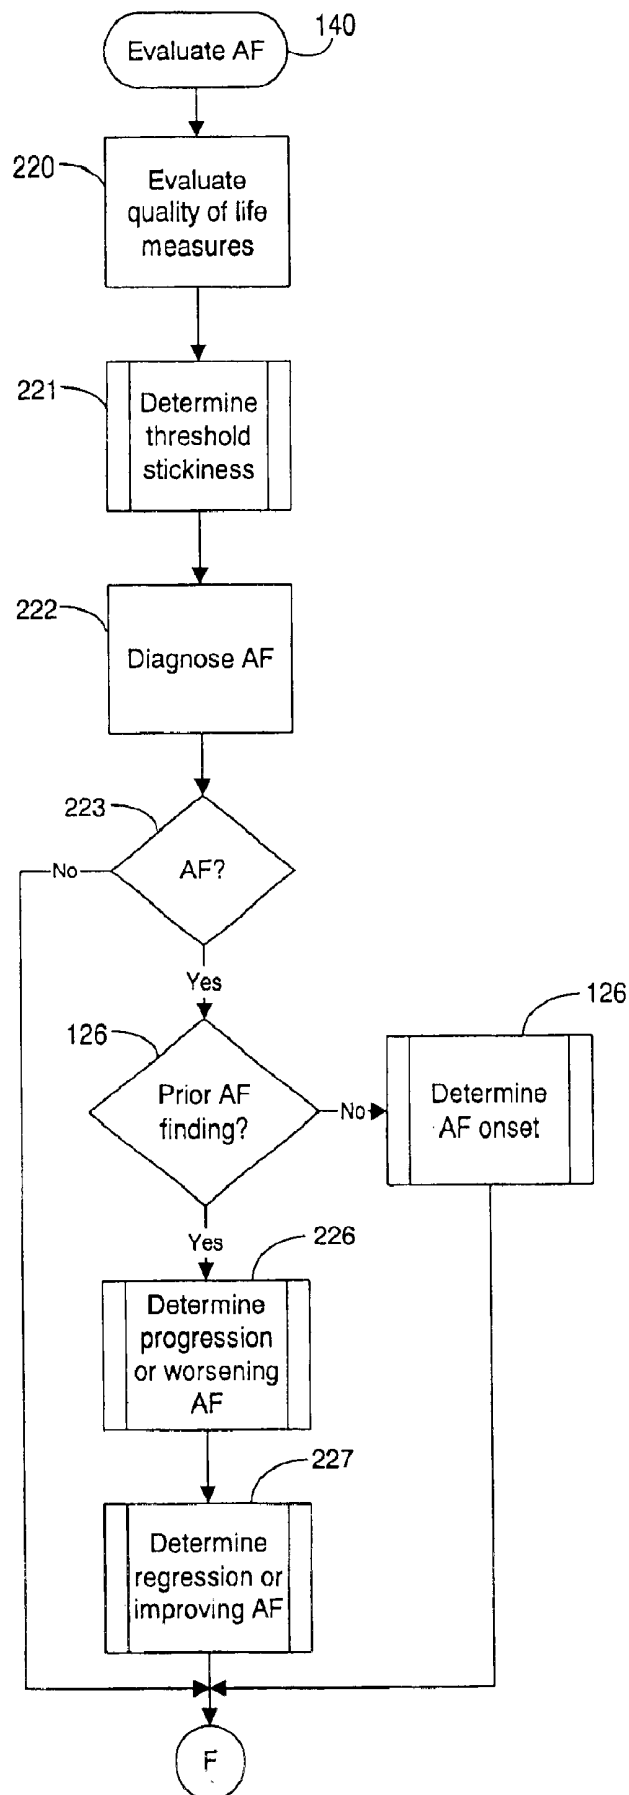 140
Evaluate AF
220
Evaluate
quality of life
measures
221
Determine
threshold
stickiness
222
Diagnose AF
223
No
AF?
Yes
126
Prior AF
finding?
No
126
Determine
AF onset
Yes
226
Determine
progression
or worsening
AF
227
Determine
regression or
improving AF
F